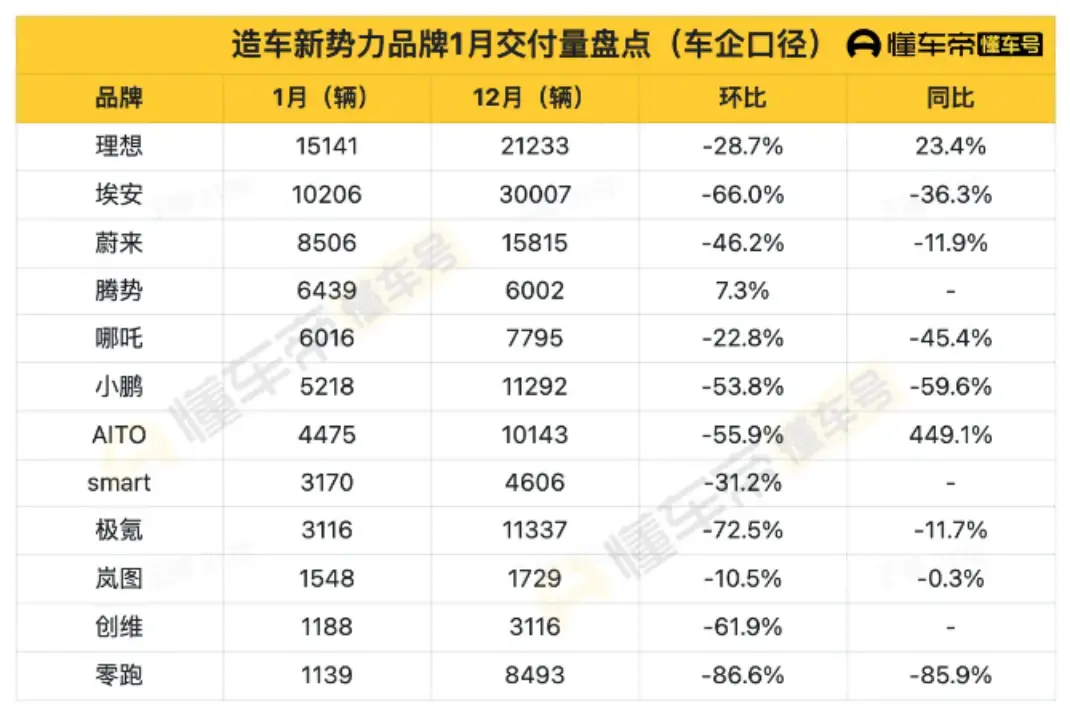 造车新势力品牌1月交付量盘点（车企口径） 懂车帝 懂车号
品牌 1月（辆） 12月（辆） 环比 同比
理想 15141 21233 -28.7% 23.4%
埃安 10206 30007 -66.0% -36.3%
蔚来 8506 15815 -46.2% -11.9%
腾势 6439 6002 7.3% -
哪吒 6016 7795 -22.8% -45.4%
小鹏 5218 11292 -53.8% -59.6%
AITO 4475 10143 -55.9% 449.1%
smart 3170 4606 -31.2% -
极氪 3116 11337 -72.5% -11.7%
岚图 1548 1729 -10.5% -0.3%
创维 1188 3116 -61.9% -
零跑 1139 8493 -86.6% -85.9%
懂车帝 懂车号
懂车帝 懂车号